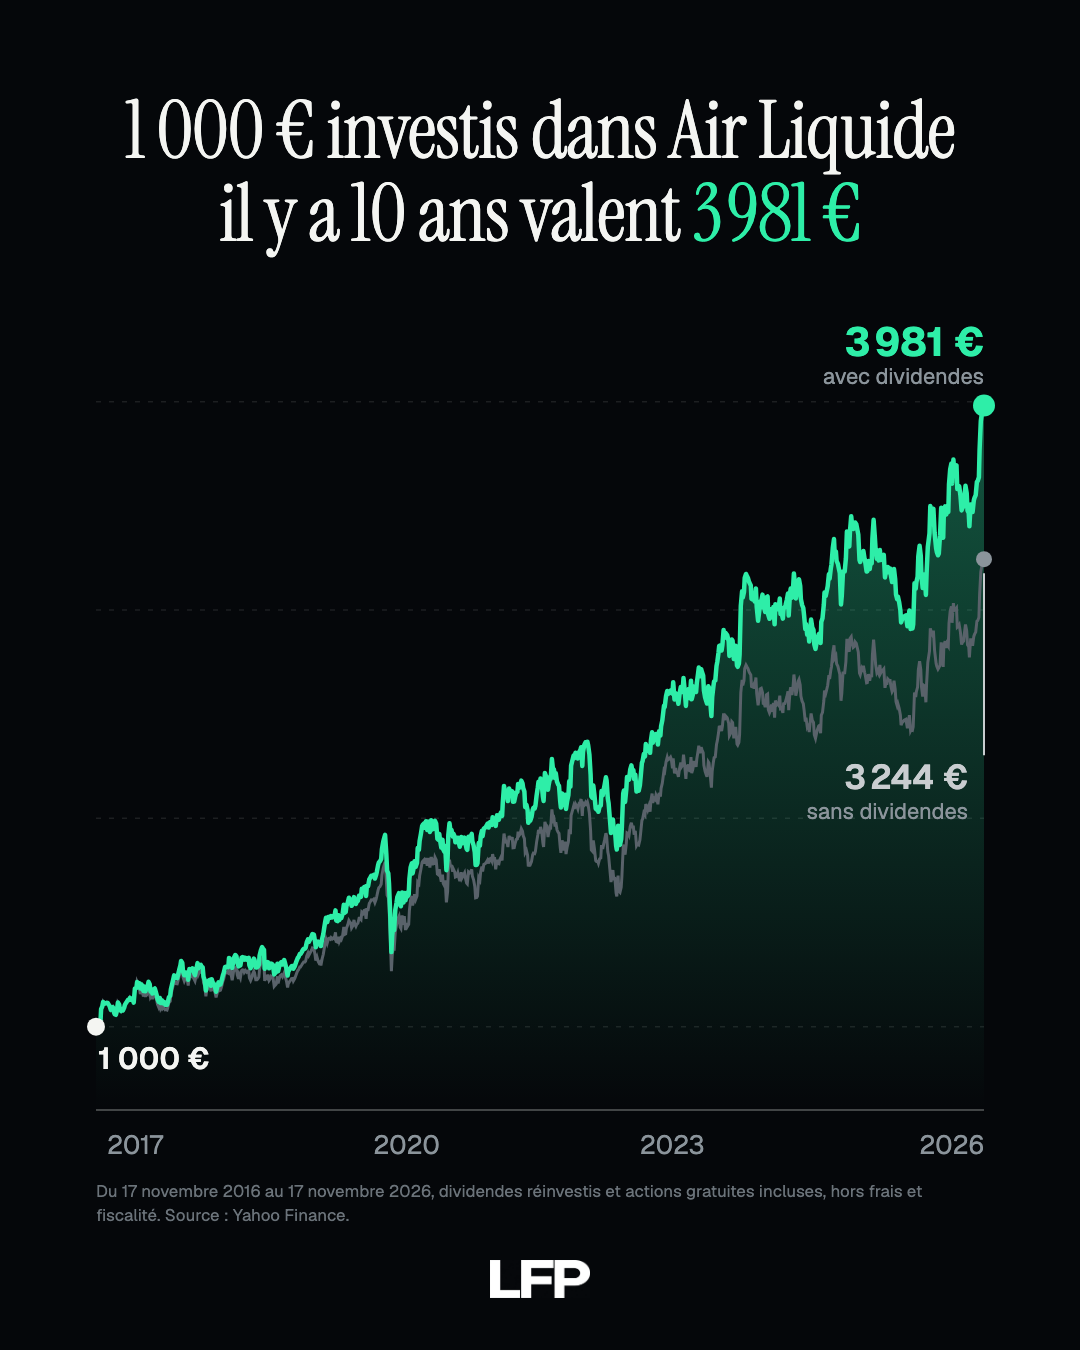 1 000 € investis dans Air Liquide
il y a 10 ans valent 3 981 €
3 981 €
avec dividendes
3 244 €
sans dividendes
1 000 €
2017
2020
2023
2026
Du 17 novembre 2016 au 17 novembre 2026, dividendes réinvestis et actions gratuites incluses, hors frais et
fiscalité. Source : Yahoo Finance.
LFP